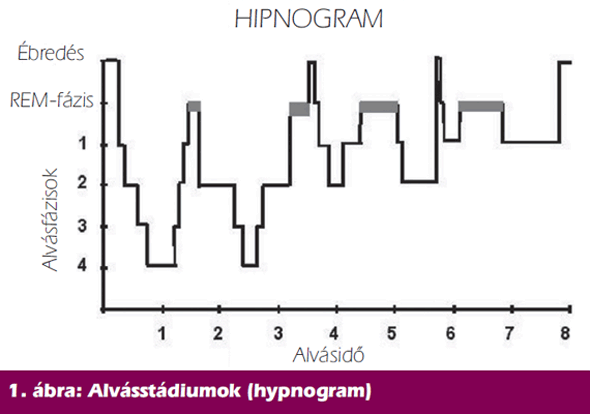 HIPNOGRAM
Ébredés
REM-fázis
1
2
3
4
Alvásfázisok
1 2 3 4 5 6 7 8
Alvásidő
1. ábra: Alvásstádiumok (hypnogram)